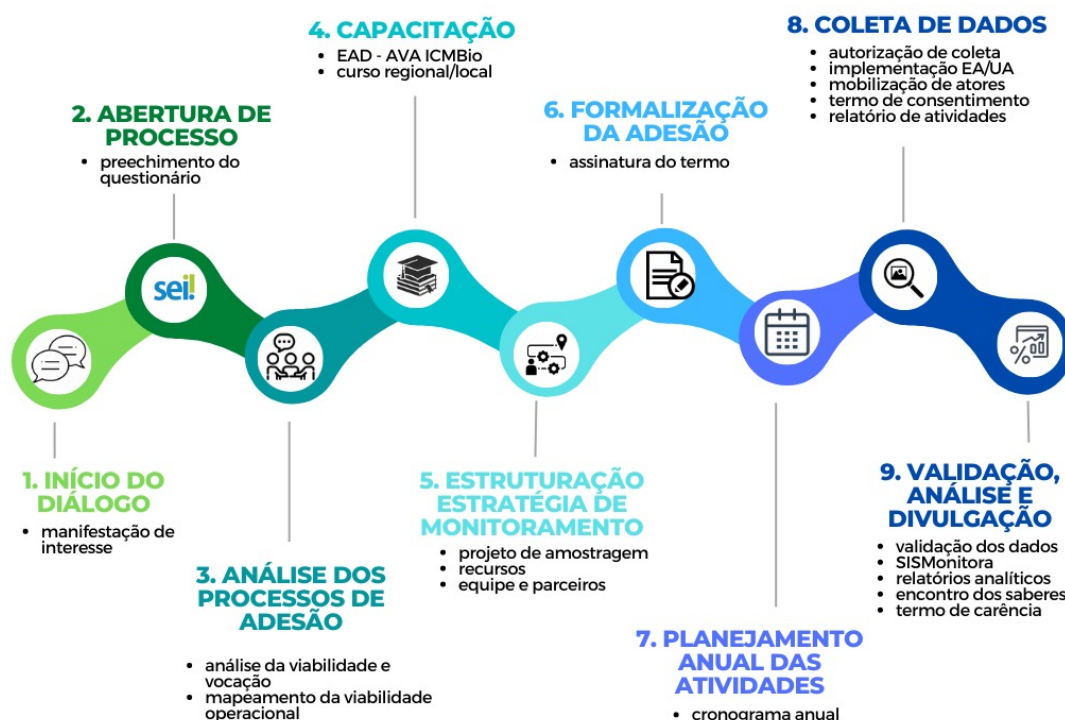 1. INÍCIO DO
DIÁLOGO
• manifestação de
interesse
2. ABERTURA DE
PROCESSO
• preechimento do
questionário
sei!
3. ANÁLISE DOS
PROCESSOS DE
ADESÃO
• análise da viabilidade e
vocação
• mapeamento da viabilidade
operacional
4. CAPACITAÇÃO
• EAD - AVA ICMBio
• curso regional/local
5. ESTRUTURAÇÃO
ESTRATÉGIA DE
MONITORAMENTO
• projeto de amostragem
• recursos
• equipe e parceiros
6. FORMALIZAÇÃO
DA ADESÃO
• assinatura do termo
7. PLANEJAMENTO
ANUAL DAS
ATIVIDADES
• cronograma anual
8. COLETA DE DADOS
• autorização de coleta
• implementação EA/UA
• mobilização de atores
• termo de consentimento
• relatório de atividades
9. VALIDAÇÃO,
ANÁLISE E
DIVULGAÇÃO
• validação dos dados
• SISMonitora
• relatórios analíticos
• encontro dos saberes
• termo de carência